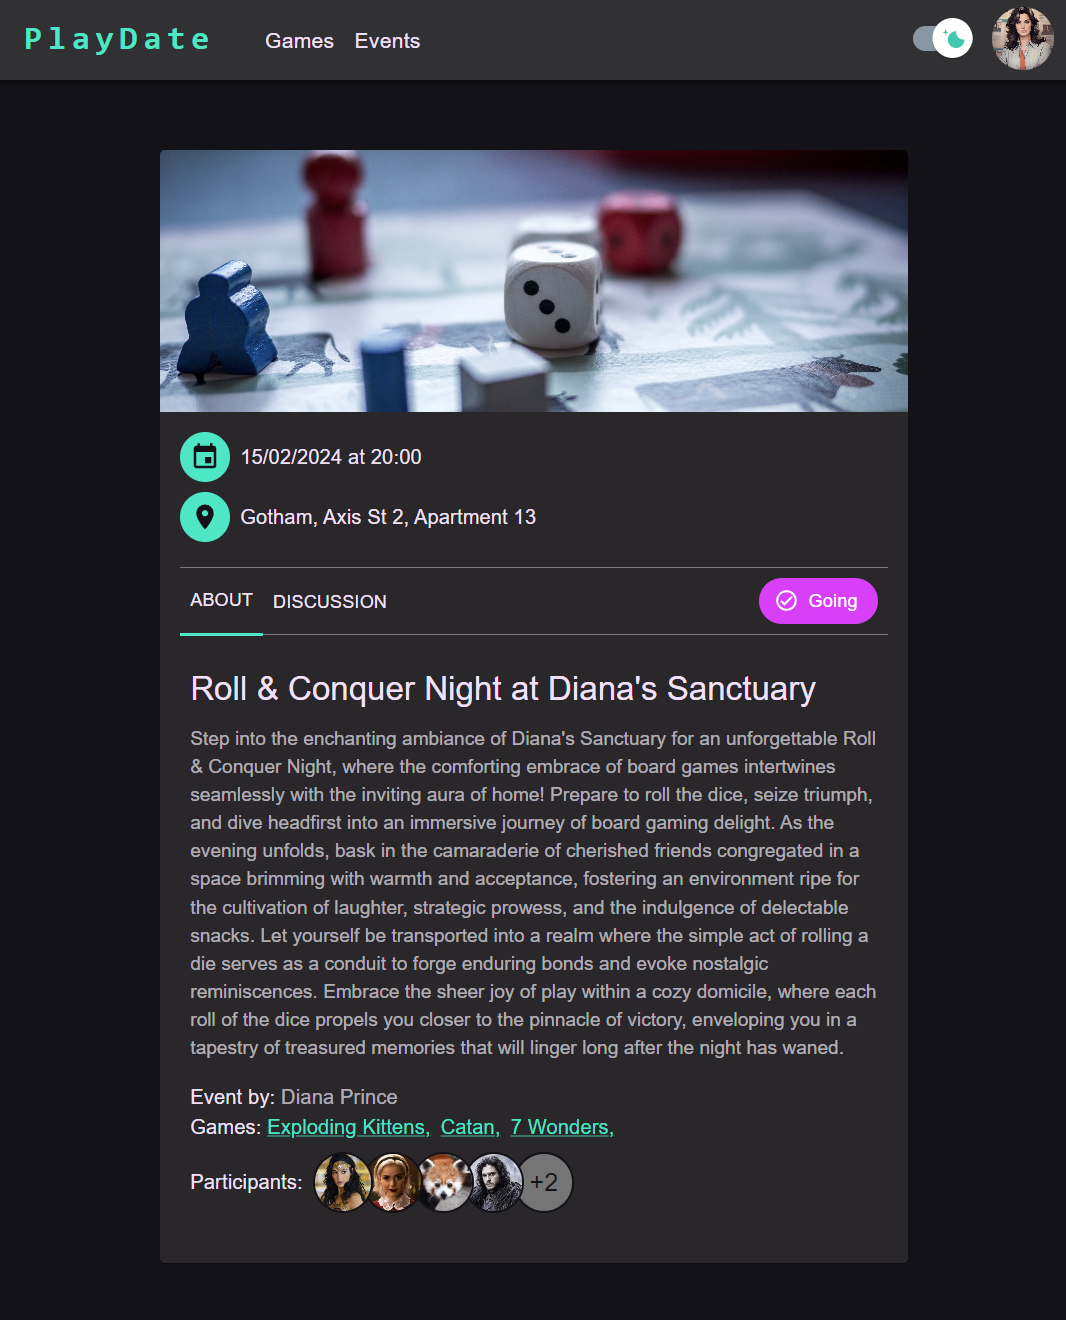 PlayDate
Games Events
15/02/2024 at 20:00
Gotham, Axis St 2, Apartment 13
ABOUT DISCUSSION Going
Roll & Conquer Night at Diana's Sanctuary
Step into the enchanting ambiance of Diana's Sanctuary for an unforgettable Roll
& Conquer Night, where the comforting embrace of board games intertwines
seamlessly with the inviting aura of home! Prepare to roll the dice, seize triumph,
and dive headfirst into an immersive journey of board gaming delight. As the
evening unfolds, bask in the camaraderie of cherished friends congregated in a
space brimming with warmth and acceptance, fostering an environment ripe for
the cultivation of laughter, strategic prowess, and the indulgence of delectable
snacks. Let yourself be transported into a realm where the simple act of rolling a
die serves as a conduit to forge enduring bonds and evoke nostalgic
reminiscences. Embrace the sheer joy of play within a cozy domicile, where each
roll of the dice propels you closer to the pinnacle of victory, enveloping you in a
tapestry of treasured memories that will linger long after the night has waned.
Event by: Diana Prince
Games: Exploding Kittens, Catan, 7 Wonders,
Participants: +2